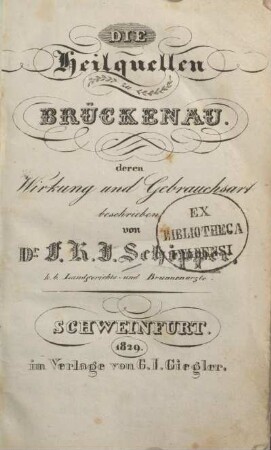 DIE
Heilquellen
zu
BRÜCKENAU.
deren
Wirkung und Gebrauchsart
beschrieben
von
Dr. F. K. J. Schipper.
k. b. Landgerichts- und Brunnenarzte
EX
BIBLIOTHECA
SCHWEINFURT.
1829.
im Verlage von C. J. Giegler.